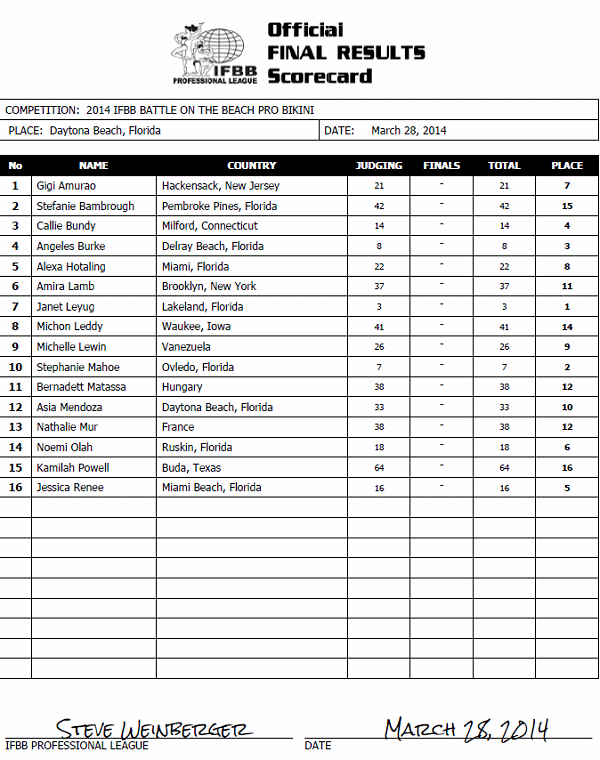 Official
FINAL RESULTS
Scorecard
IFBB
PROFESSIONAL LEAGUE
COMPETITION: 2014 IFBB BATTLE ON THE BEACH PRO BIKINI
PLACE: Daytona Beach, Florida DATE: March 28, 2014
No NAME COUNTRY JUDGING FINALS TOTAL PLACE
1 Gigi Amurao Hackensack, New Jersey 21 - 21 7
2 Stefanie Bambrough Pembroke Pines, Florida 42 - 42 15
3 Callie Bundy Milford, Connecticut 14 - 14 4
4 Angeles Burke Delray Beach, Florida 8 - 8 3
5 Alexa Hotaling Miami, Florida 22 - 22 8
6 Amira Lamb Brooklyn, New York 37 - 37 11
7 Janet Leyug Lakeland, Florida 3 - 3 1
8 Michon Leddy Waukee, Iowa 41 - 41 14
9 Michelle Lewin Vanezuela 26 - 26 9
10 Stephanie Mahoe Ovledo, Florida 7 - 7 2
11 Bernadett Matassa Hungary 38 - 38 12
12 Asia Mendoza Daytona Beach, Florida 33 - 33 10
13 Nathalie Mur France 38 - 38 12
14 Noemi Olah Ruskin, Florida 18 - 18 6
15 Kamilah Powell Buda, Texas 64 - 64 16
16 Jessica Renee Miami Beach, Florida 16 - 16 5
STEVE WEINBERGER MARCH 28, 2014
IFBB PROFESSIONAL LEAGUE DATE